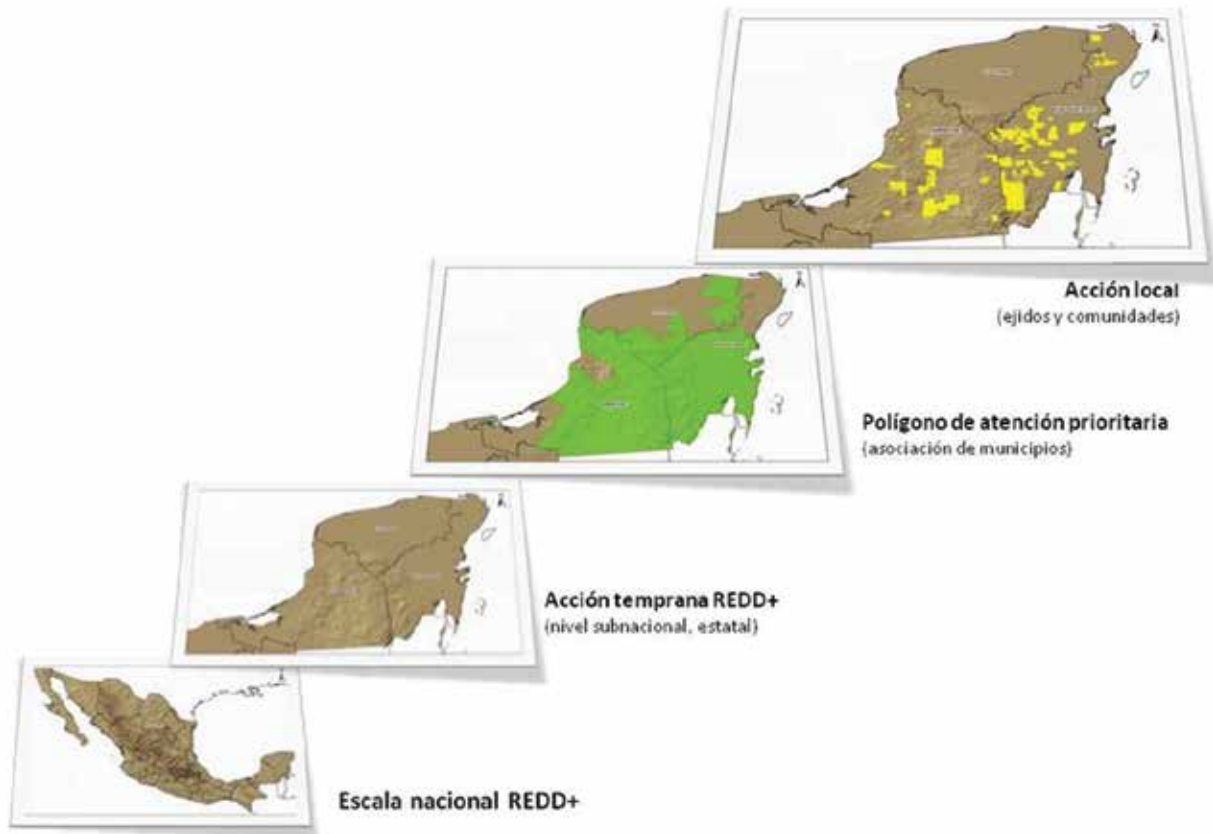 Acción local
(ejidos y comunidades)
Polígono de atención prioritaria
(asociación de municipios)
Acción temprana REDD+
(nivel subnacional, estatal)
Escala nacional REDD+